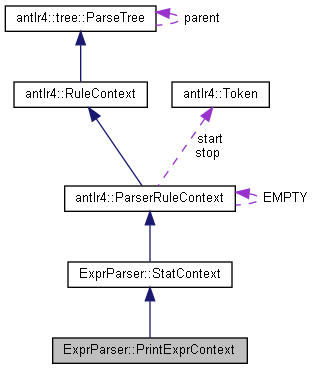 antlr4::tree::ParseTree
parent
antlr4::RuleContext
antlr4::Token
start
stop
antlr4::ParserRuleContext
EMPTY
ExprParser::StatContext
ExprParser::PrintExprContext